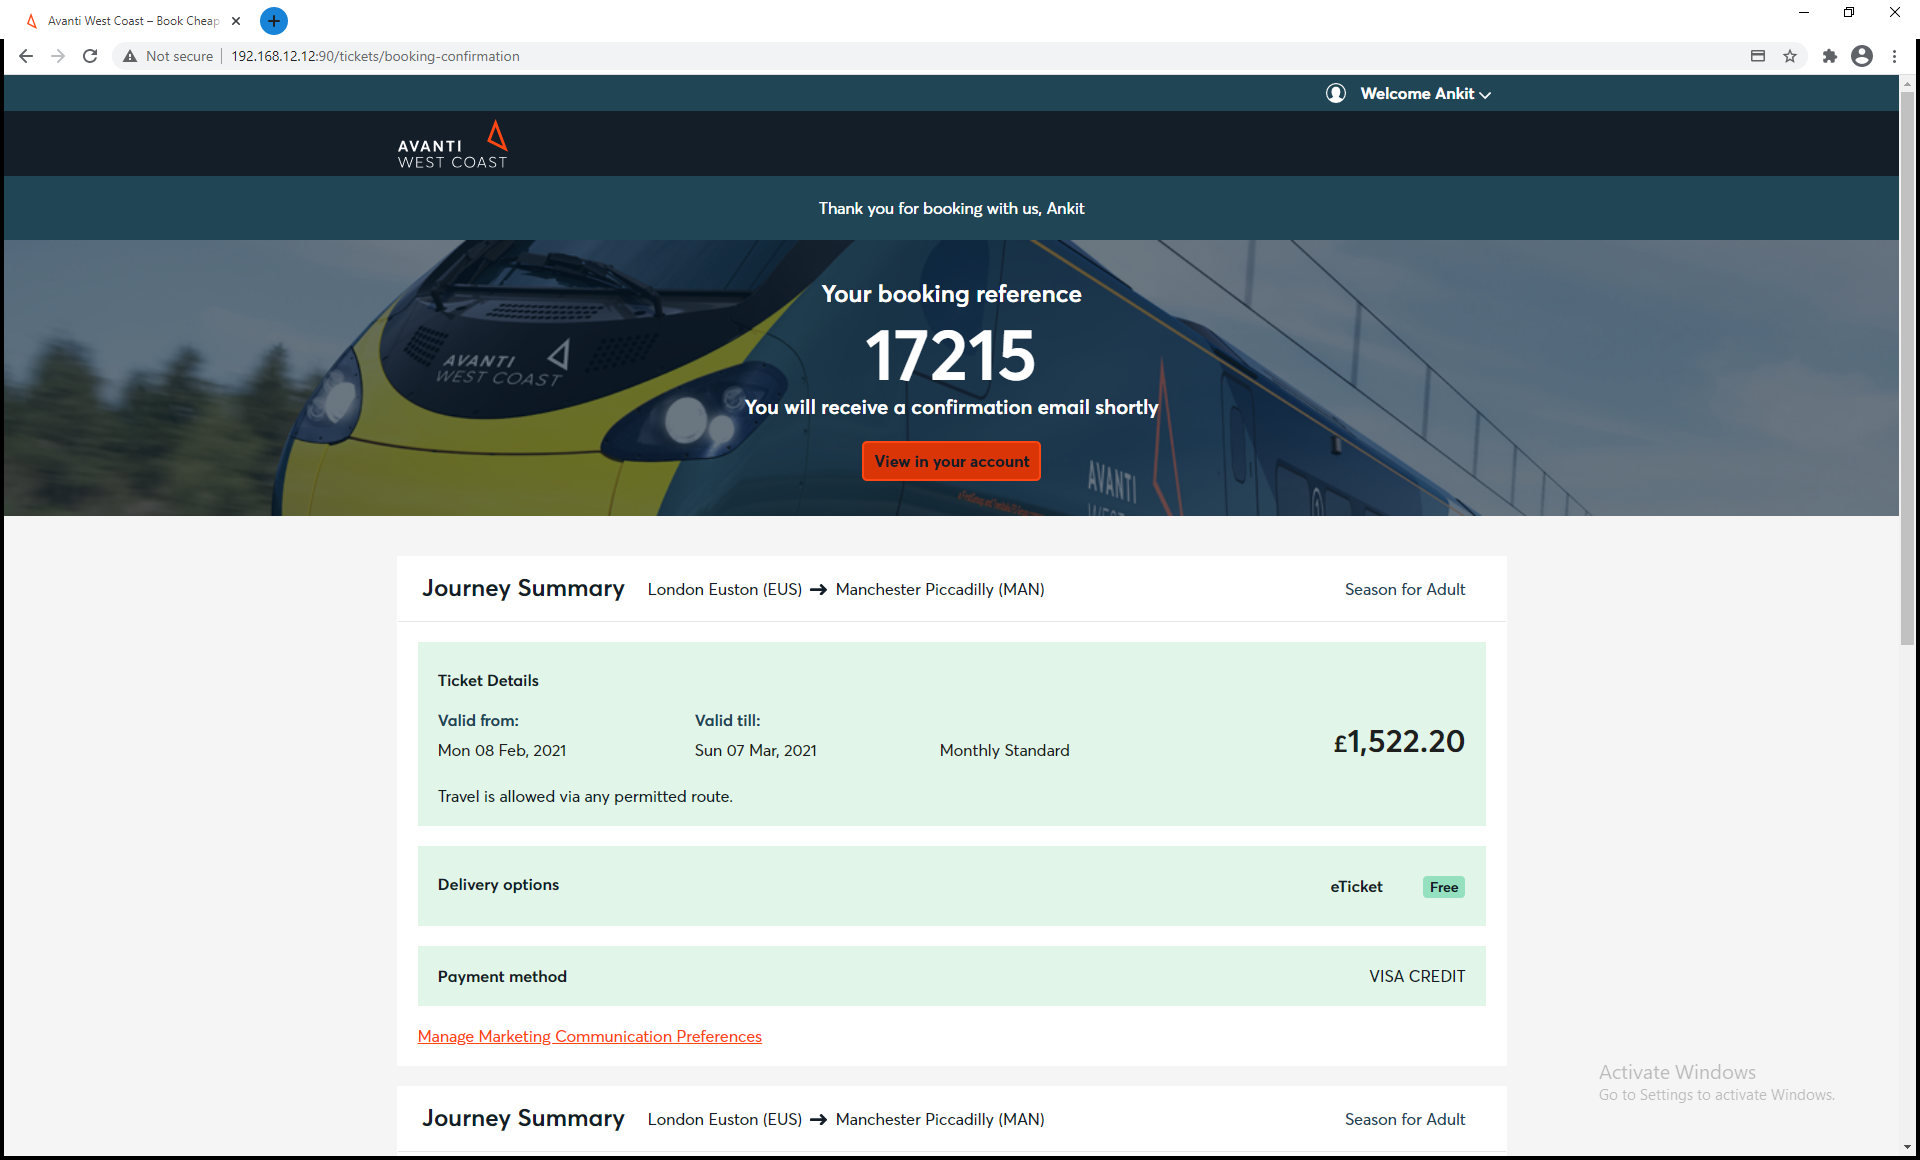 Avanti West Coast – Book Cheap
Not secure
192.168.12.12:90/tickets/booking-confirmation
Welcome Ankit
AVANTI
WEST COAST
Thank you for booking with us, Ankit
Your booking reference
17215
You will receive a confirmation email shortly
View in your account
AVANTI
WEST COAST
AVANTI
Journey Summary London Euston (EUS) → Manchester Piccadilly (MAN) Season for Adult
Ticket Details
Valid from: Valid till:
Mon 08 Feb, 2021 Sun 07 Mar, 2021 Monthly Standard £1,522.20
Travel is allowed via any permitted route.
Delivery options eTicket Free
Payment method VISA CREDIT
Manage Marketing Communication Preferences
Journey Summary London Euston (EUS) → Manchester Piccadilly (MAN) Season for Adult
Activate Windows
Go to Settings to activate Windows.